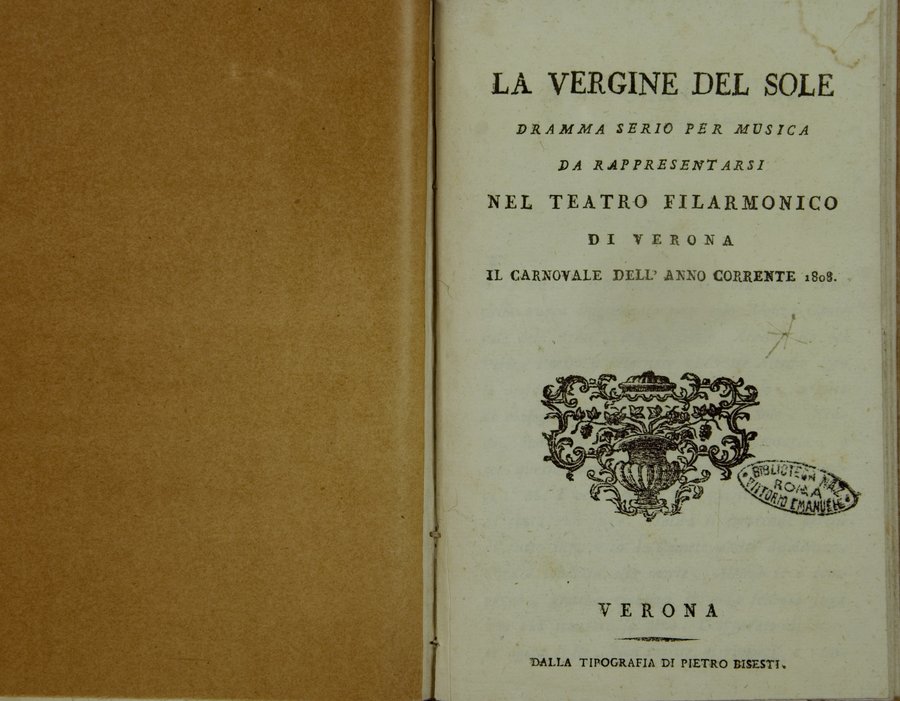 LA VERGINE DEL SOLE
DRAMMA SERIO PER MUSICA
DA RAPPRESENTARSI
NEL TEATRO FILARMONICO
DI VERONA
IL CARNOVALE DELL' ANNO CORRENTE 1808.
BIBLIOTECA NAZ.
ROMA
VITTORIO EMANUELE
VERONA
DALLA TIPOGRAFIA DI PIETRO BISESTI.